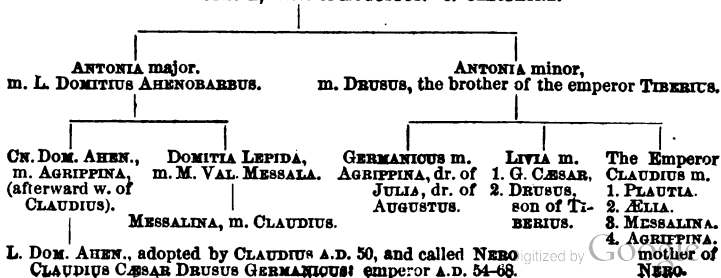 ANTONIA major.
m. L. DOMITIUS AHENOBARBUS.
ANTONIA minor,
m. DRUSUS, the brother of the emperor TIBERIUS.
CN. DOM. AHEN.,
m. AGRIPPINA,
(afterward w. of
CLAUDIUS).
DOMITIA LEPIDA,
m. M. VAL. MESSALA.
MESSALINA, m. CLAUDIUS.
GERMANICUS m.
AGRIPPINA, dr. of
JULIA, dr. of
AUGUSTUS.
LIVIA m.
1. G. CÆSAR,
2. DRUSUS,
son of TI-
BERIUS.
The Emperor
CLAUDIUS m.
1. PLAUTIA.
2. ÆLIA.
3. MESSALINA.
4. AGRIPPINA,
mother of
NERO.
L. DOM. AHEN., adopted by CLAUDIUS A.D. 50, and called NERO
CLAUDIUS CÆSAR DRUSUS GERMANICUS: emperor A.D. 54-68.
Digitized by Google